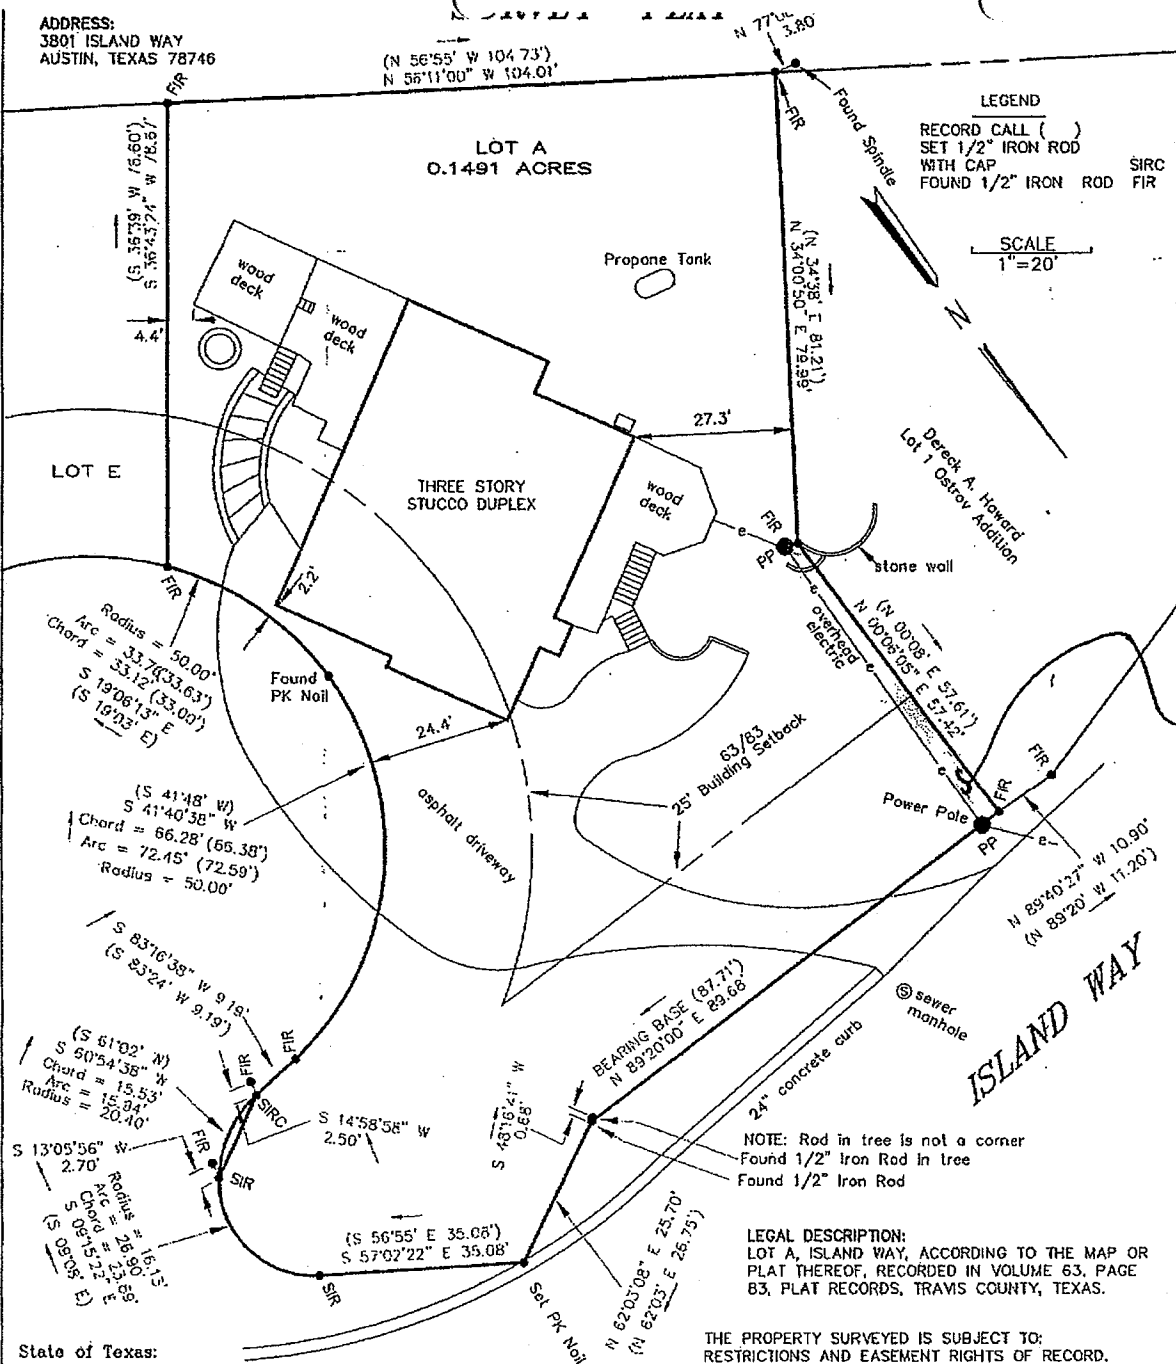 ADDRESS:
3801 ISLAND WAY
AUSTIN, TEXAS 78746
(N 56°55' W 104.73')
N 56°11'00" W 104.01'
3.80'
FIR
FIR
Found Spindle
LEGEND
RECORD CALL ( )
SET 1/2" IRON ROD
WITH CAP SIRC
FOUND 1/2" IRON ROD FIR
SCALE
1"=20'
N
LOT A
0.1491 ACRES
(S 36°39' W 76.60')
4.4'
wood
deck
wood
deck
Propane Tank
(N 34°38' E 81.21')
27.3'
Dereck A. Howard
Lot 1 Ostrov Addition
LOT E
THREE STORY
STUCCO DUPLEX
wood
deck
e
FIR
PP
stone wall
FIR
2.2'
Radius = 50.00'
Arc = 33.76'(33.63')
Chord = 33.12' (33.00')
S 19°06'13" E
(S 19°03' E)
Found
PK Nail
overhead
electric
e
e
e
(N 00°08' E 57.61')
N 00°06'05" E 57.42'
24.4'
63/83
25' Building Setback
asphalt driveway
FIR
FIR
Power Pole
PP
e
N 89°40'27" W 10.90'
(N 89°20' W 11.20')
(S 41°48' W)
S 41°40'38" W
Chord = 66.28' (66.38')
Arc = 72.45' (72.59')
Radius = 50.00'
S 83°16'38" W 9.19'
(S 83°24' W 9.19')
S sewer
manhole
ISLAND WAY
BEARING BASE (87.71')
N 89°20'00" E 89.68'
24" concrete curb
(S 61°02' W)
S 60°54'38" W
Chord = 15.53'
Arc = 15.94'
Radius = 20.40'
FIR
FIR
SIRC
S 14°58'58" W
2.50'
0.68'
S 13°05'56" W
2.70'
FIR
SIR
NOTE: Rod in tree is not a corner
Found 1/2" Iron Rod in tree
Found 1/2" Iron Rod
Radius = 16.13'
Arc = 26.90'
Chord = 23.89'
S 09°15'22" E
(S 09°08' E)
(S 56°55' E 35.08')
S 57°02'22" E 35.08'
SIR
Set PK Nail
N 62°03'08" E 25.70'
(N 62°03' E 26.75')
LEGAL DESCRIPTION:
LOT A, ISLAND WAY, ACCORDING TO THE MAP OR
PLAT THEREOF, RECORDED IN VOLUME 63, PAGE
83, PLAT RECORDS, TRAVIS COUNTY, TEXAS.
State of Texas:
THE PROPERTY SURVEYED IS SUBJECT TO:
RESTRICTIONS AND EASEMENT RIGHTS OF RECORD.